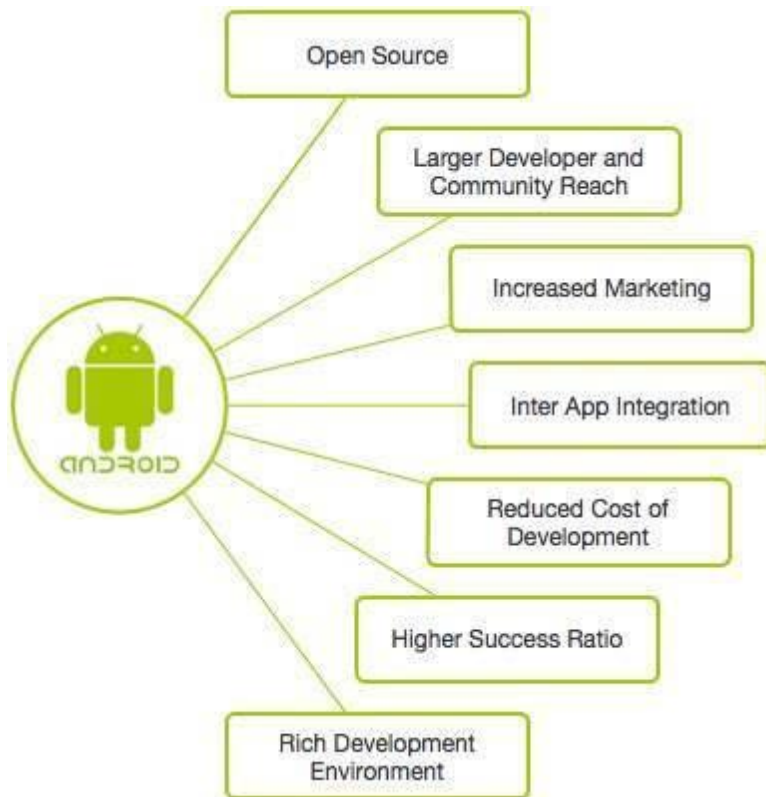 Open Source
Larger Developer and
Community Reach
Increased Marketing
Inter App Integration
ANDROID
Reduced Cost of
Development
Higher Success Ratio
Rich Development
Environment